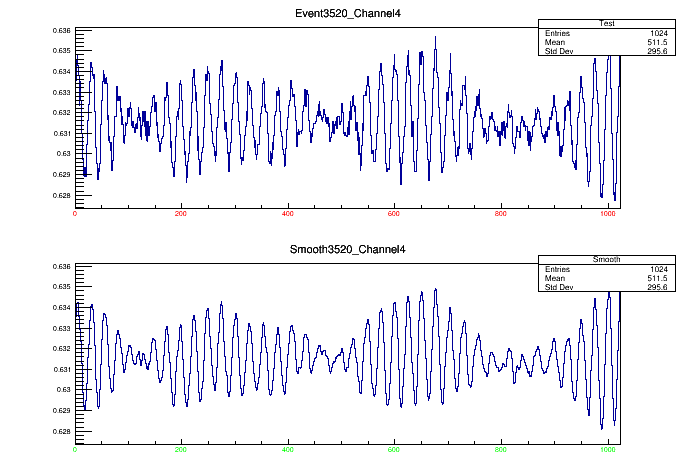 Event3520_Channel4
Test
Entries 1024
Mean 511.5
Std Dev 295.6
0.636
0.635
0.634
0.633
0.632
0.631
0.63
0.629
0.628
0 200 400 600 800 1000
Smooth3520_Channel4
Smooth
Entries 1024
Mean 511.5
Std Dev 295.6
0.636
0.635
0.634
0.633
0.632
0.631
0.63
0.629
0.628
0 200 400 600 800 1000